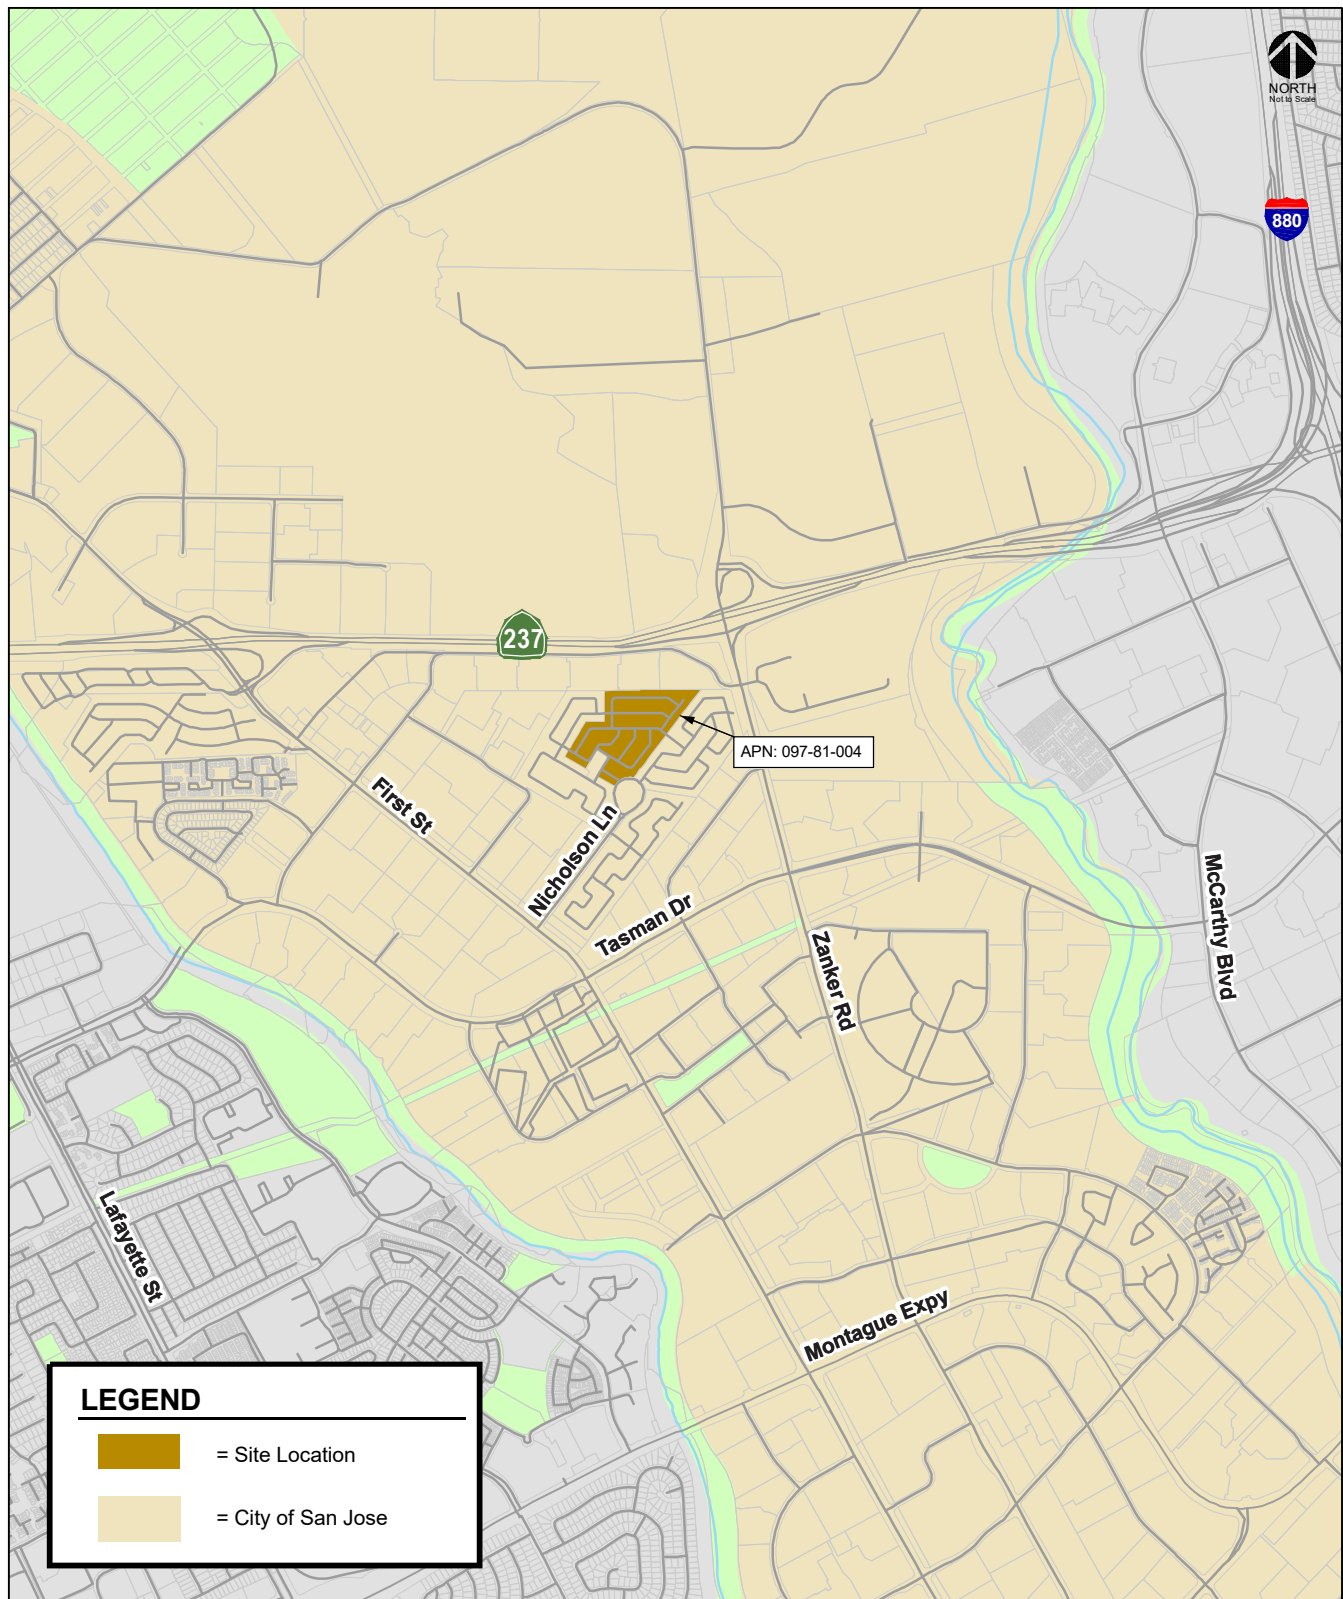 NORTH
Not to Scale
880
237
APN: 097-81-004
First St
Nicholson Ln
Tasman Dr
Zanker Rd
McCarthy Blvd
Lafayette St
Montague Expy
LEGEND
= Site Location
= City of San Jose